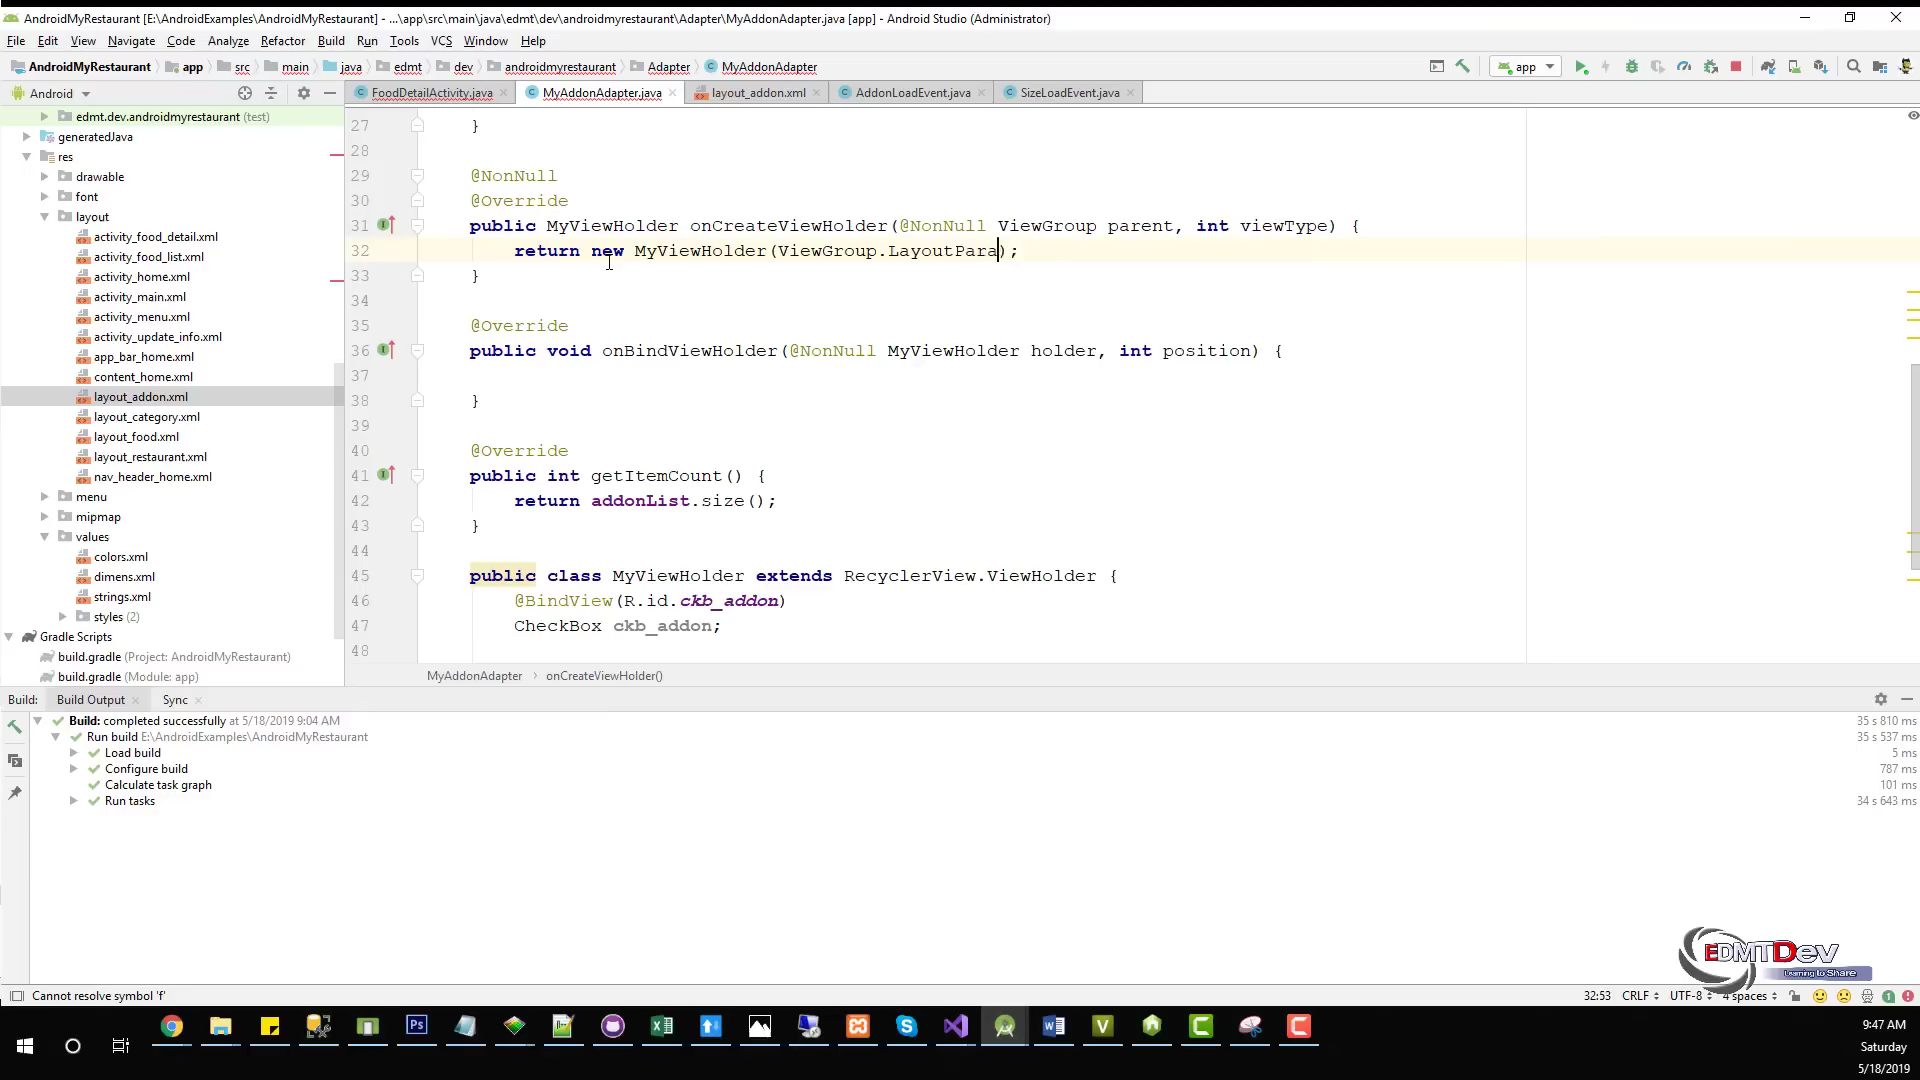 AndroidMyRestaurant [E:\AndroidExamples\AndroidMyRestaurant] - ...\app\src\main\java\edmt\dev\androidmyrestaurant\Adapter\MyAddonAdapter.java [app] - Android Studio (Administrator)
File Edit View Navigate Code Analyze Refactor Build Run Tools VCS Window Help
AndroidMyRestaurant app src main java edmt dev androidmyrestaurant Adapter MyAddonAdapter app
Android FoodDetailActivity.java MyAddonAdapter.java layout_addon.xml AddonLoadEvent.java SizeLoadEvent.java
edmt.dev.androidmyrestaurant (test)
generatedJava
res
drawable
font
layout
activity_food_detail.xml
activity_food_list.xml
activity_home.xml
activity_main.xml
activity_menu.xml
activity_update_info.xml
app_bar_home.xml
content_home.xml
layout_addon.xml
layout_category.xml
layout_food.xml
layout_restaurant.xml
nav_header_home.xml
menu
mipmap
values
colors.xml
dimens.xml
strings.xml
styles (2)
Gradle Scripts
build.gradle (Project: AndroidMyRestaurant)
build.gradle (Module: app)
27 }
28
29 @NonNull
30 @Override
31 public MyViewHolder onCreateViewHolder(@NonNull ViewGroup parent, int viewType) {
32 return new MyViewHolder(ViewGroup.LayoutPara);
33 }
34
35 @Override
36 public void onBindViewHolder(@NonNull MyViewHolder holder, int position) {
37
38 }
39
40 @Override
41 public int getItemCount() {
42 return addonList.size();
43 }
44
45 public class MyViewHolder extends RecyclerView.ViewHolder {
46 @BindView(R.id.ckb_addon)
47 CheckBox ckb_addon;
48
MyAddonAdapter onCreateViewHolder()
Build: Build Output Sync
Build: completed successfully at 5/18/2019 9:04 AM 35 s 810 ms
Run build E:\AndroidExamples\AndroidMyRestaurant 35 s 537 ms
Load build 5 ms
Configure build 787 ms
Calculate task graph 101 ms
Run tasks 34 s 643 ms
EDMTDev
Learning to Share
Cannot resolve symbol 'f' 32:53 CRLF UTF-8 4 spaces
9:47 AM
Saturday
5/18/2019